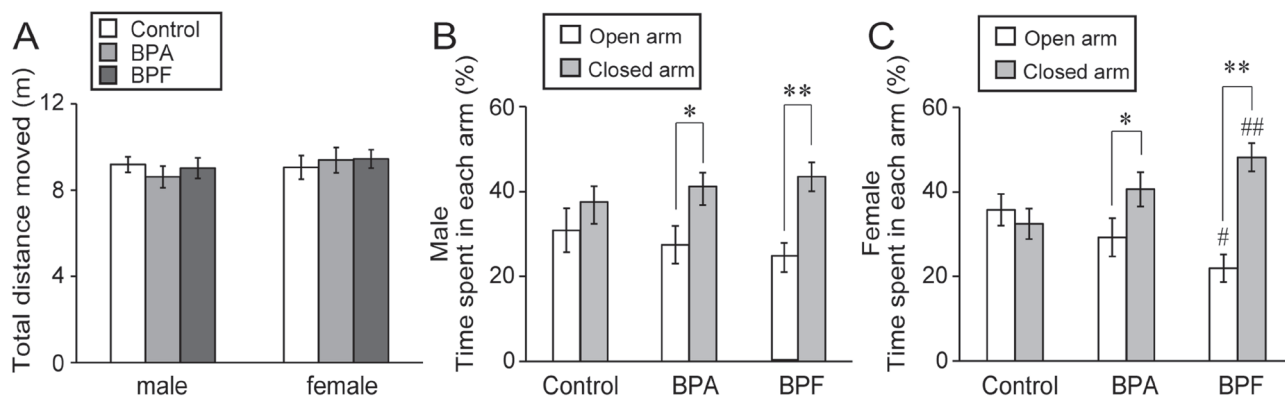 A
Control
BPA
BPF
Total distance moved (m)
12
8
4
0
male
female
B
Open arm
Closed arm
Male
Time spent in each arm (%)
60
40
20
0
*
**
Control
BPA
BPF
C
Open arm
Closed arm
Female
Time spent in each arm (%)
60
40
20
0
*
**
##
#
Control
BPA
BPF